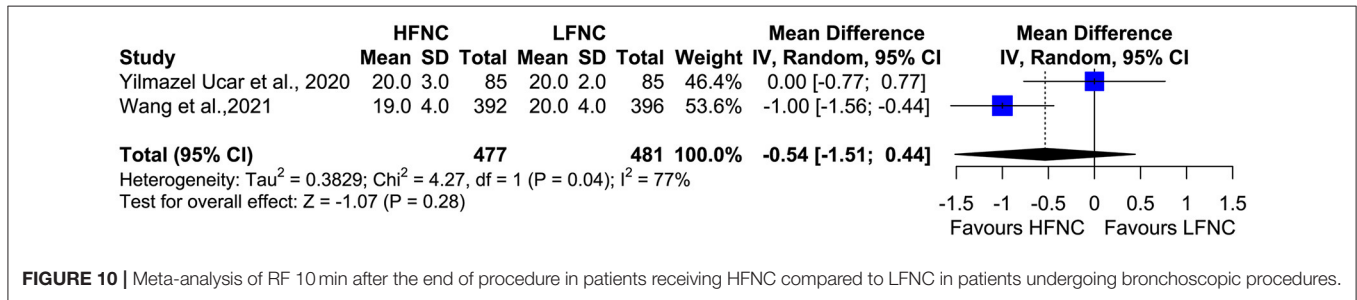 HFNC LFNC Mean Difference Mean Difference
Study Mean SD Total Mean SD Total Weight IV, Random, 95% CI IV, Random, 95% CI
Yilmazel Ucar et al., 2020 20.0 3.0 85 20.0 2.0 85 46.4% 0.00 [-0.77; 0.77]
Wang et al.,2021 19.0 4.0 392 20.0 4.0 396 53.6% -1.00 [-1.56; -0.44]
Total (95% CI) 477 481 100.0% -0.54 [-1.51; 0.44]
Heterogeneity: Tau² = 0.3829; Chi² = 4.27, df = 1 (P = 0.04); I² = 77%
Test for overall effect: Z = -1.07 (P = 0.28)
-1.5 -1 -0.5 0 0.5 1 1.5
Favours HFNC Favours LFNC
FIGURE 10 | Meta-analysis of RF 10 min after the end of procedure in patients receiving HFNC compared to LFNC in patients undergoing bronchoscopic procedures.